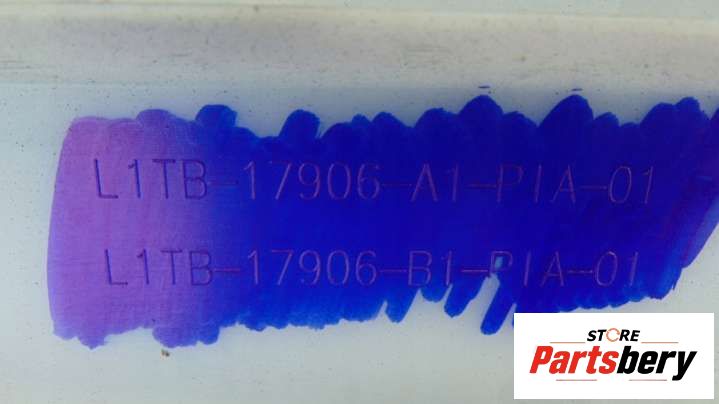 L1TB-17906-A1-PIA-01
L1TB-17906-B1-PIA-01
STORE
Partsbery